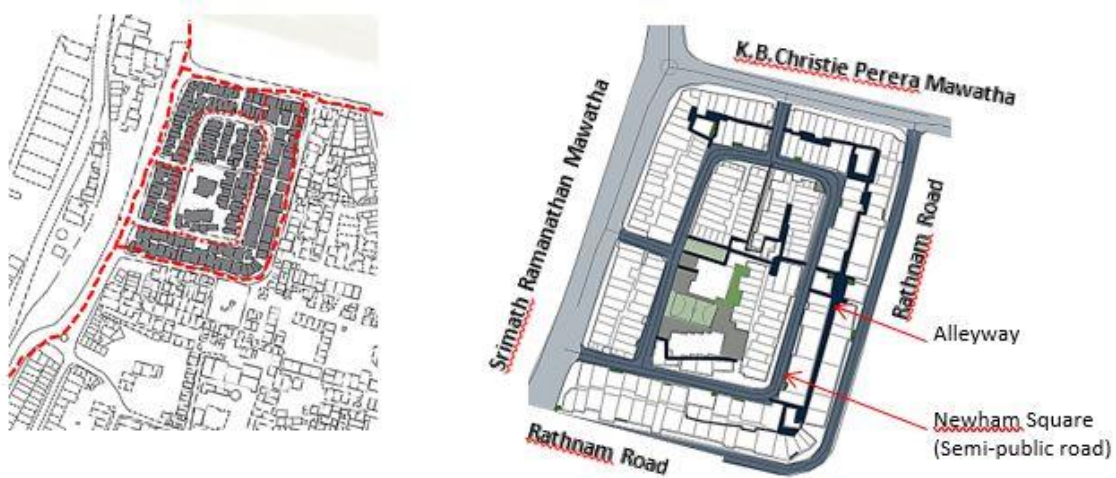 K.B.Christie Perera Mawatha
Srimath Ramanathan Mawatha
Rathnam Road
Alleyway
Newham Square
(Semi-public road)
Rathnam Road